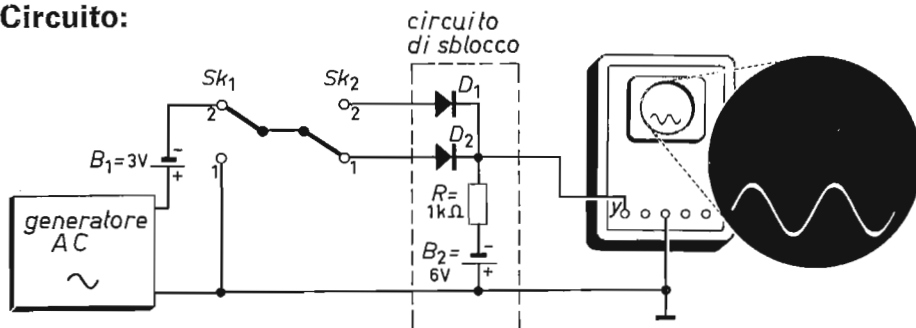 Circuito:
circuito
di sblocco
Sk1
Sk2
D1
2
2
D2
B1=3V
-
+
1
1
R=
1kΩ
y
generatore
AC
B2=
6V
-
+